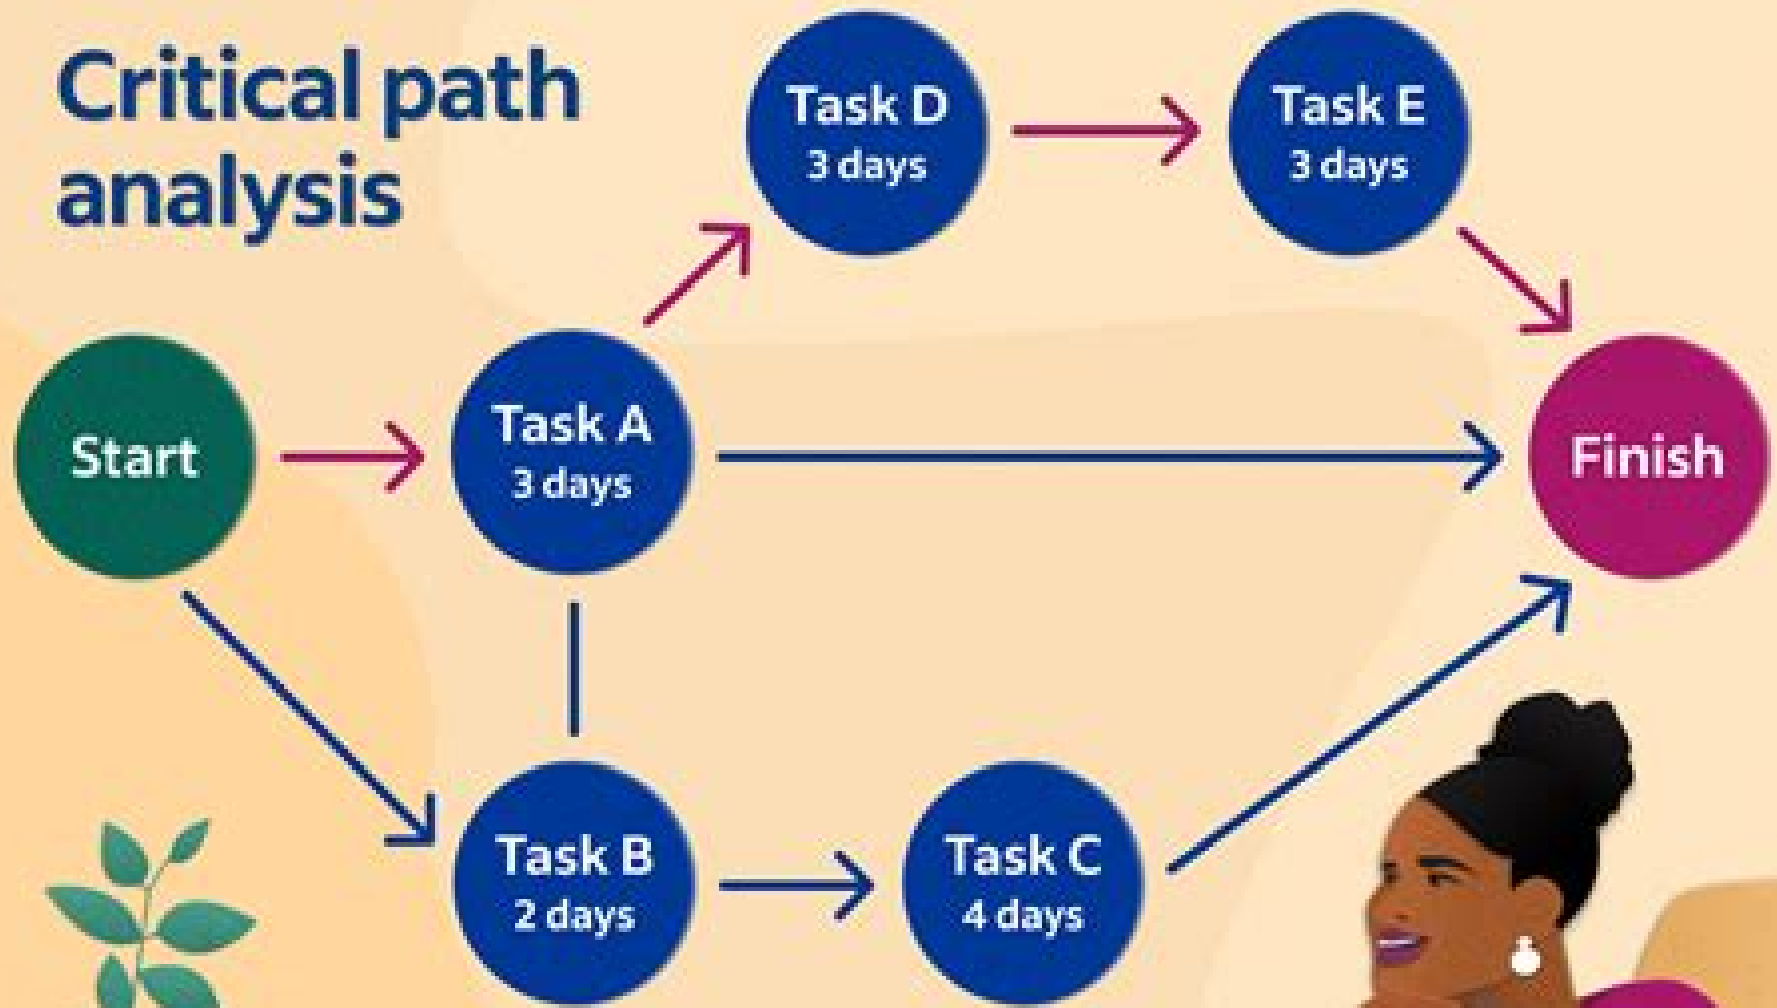 Critical path
analysis
Task D
3 days
Task E
3 days
Start
Task A
3 days
Finish
Task B
2 days
Task C
4 days